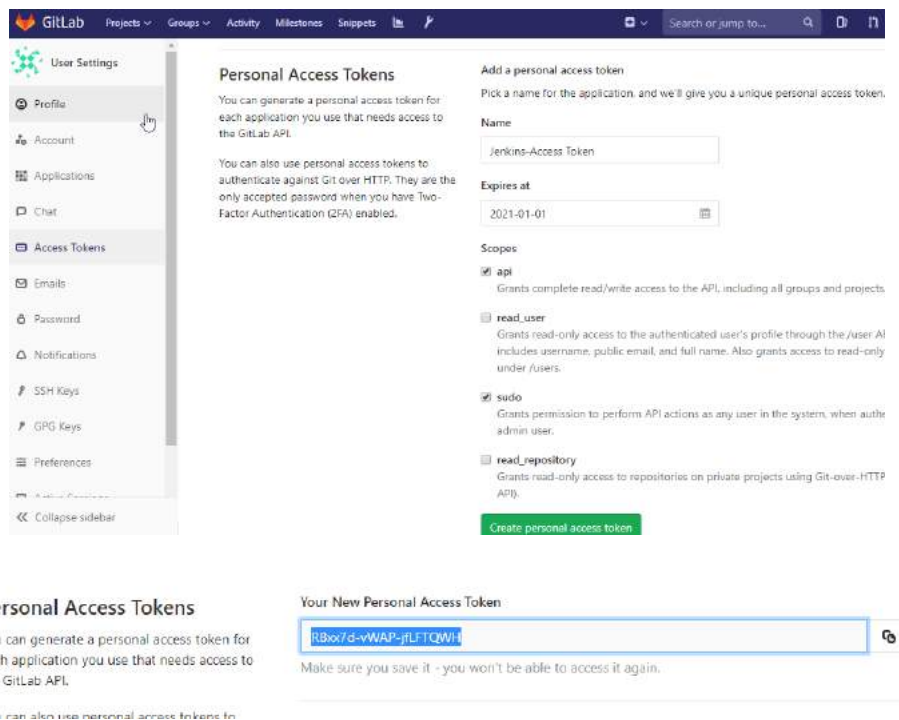 GitLab Projects Groups Activity Milestones Snippets Search or jump to...
User Settings
Profile
Account
Applications
Chat
Access Tokens
Emails
Password
Notifications
SSH Keys
GPG Keys
Preferences
Collapse sidebar
Personal Access Tokens
You can generate a personal access token for
each application you use that needs access to
the GitLab API.
You can also use personal access tokens to
authenticate against Git over HTTP. They are the
only accepted password when you have Two-
Factor Authentication (2FA) enabled.
Add a personal access token
Pick a name for the application, and we'll give you a unique personal access token.
Name
Jenkins-Access Token
Expires at
2021-01-01
Scopes
api
Grants complete read/write access to the API, including all groups and projects
read_user
Grants read-only access to the authenticated user's profile through the /user AP
includes username, public email, and full name. Also grants access to read-only
under /users.
sudo
Grants permission to perform API actions as any user in the system, when authe
admin user.
read_repository
Grants read-only access to repositories on private projects using Git-over-HTTP
API).
Create personal access token
ersonal Access Tokens
can generate a personal access token for
h application you use that needs access to
GitLab API.
can also use personal access tokens to
Your New Personal Access Token
Make sure you save it - you won't be able to access it again.